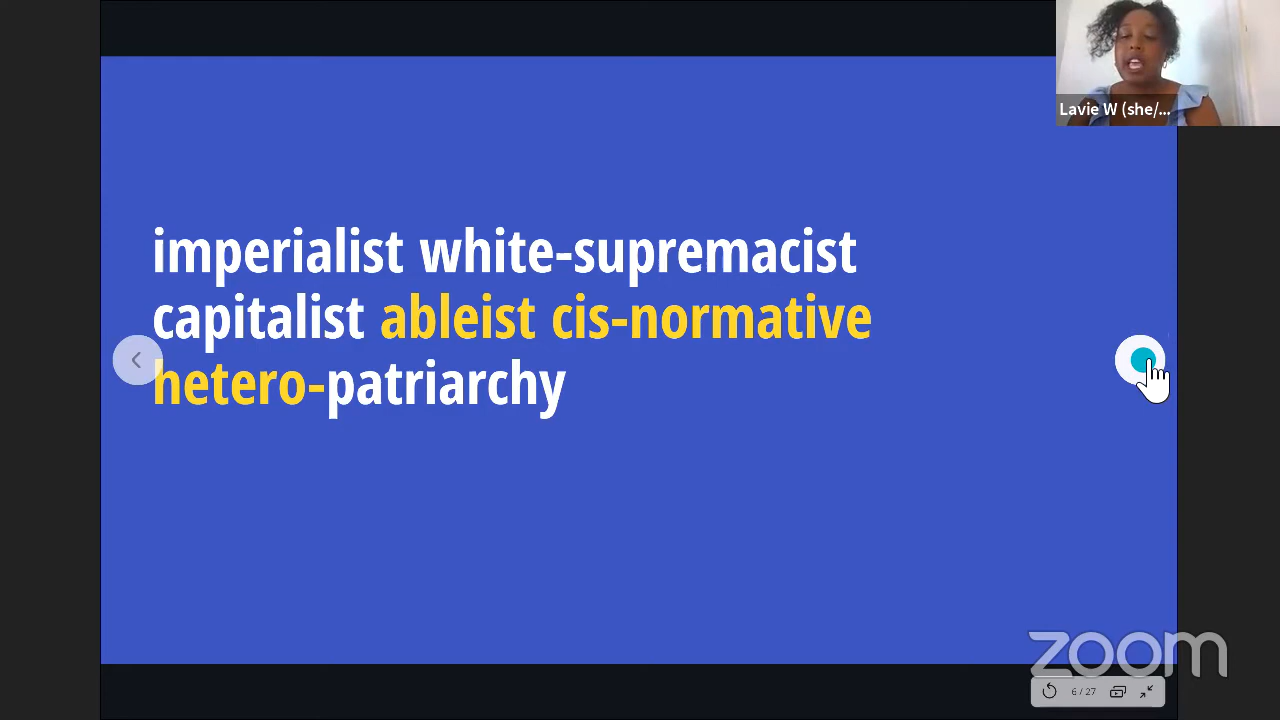 Lavie W (she/...
imperialist white-supremacist
capitalist ableist cis-normative
hetero-patriarchy
zoom
6 / 27